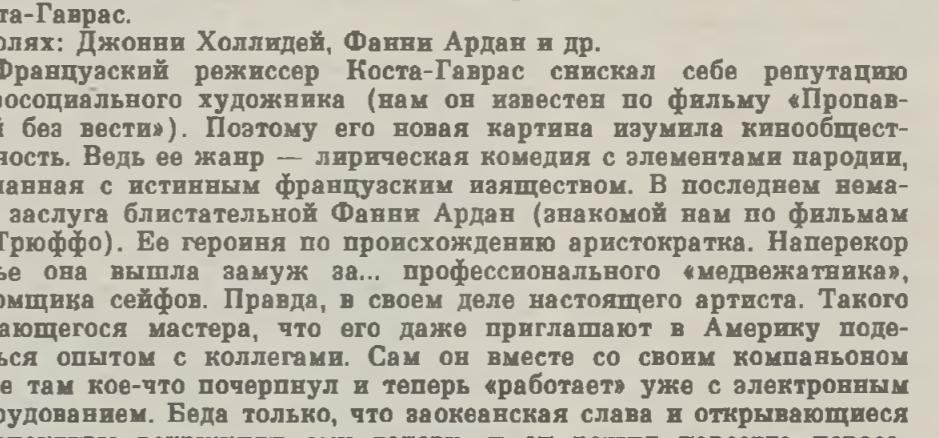 та-Гаврас.
олях: Джонни Холлидей, Фанни Ардан и др.
Французский режиссер Коста-Гаврас снискал себе репутацию
росоциального художника (нам он известен по фильму «Пропав-
й без вести»). Поэтому его новая картина изумила кинообщест-
ность. Ведь ее жанр — лирическая комедия с элементами пародии,
ланная с истинным французским изяществом. В последнем нема-
заслуга блистательной Фанни Ардан (знакомой нам по фильмам
Трюффо). Ее героиня по происхождению аристократка. Наперекор
ье она вышла замуж за... профессионального «медвежатника»,
омщика сейфов. Правда, в своем деле настоящего артиста. Такого
ающегося мастера, что его даже приглашают в Америку поде-
ься опытом с коллегами. Сам он вместе со своим компаньоном
е там кое-что почерпнул и теперь «работает» уже с электронным
рудованием. Беда только, что заокеанская слава и открывающиеся